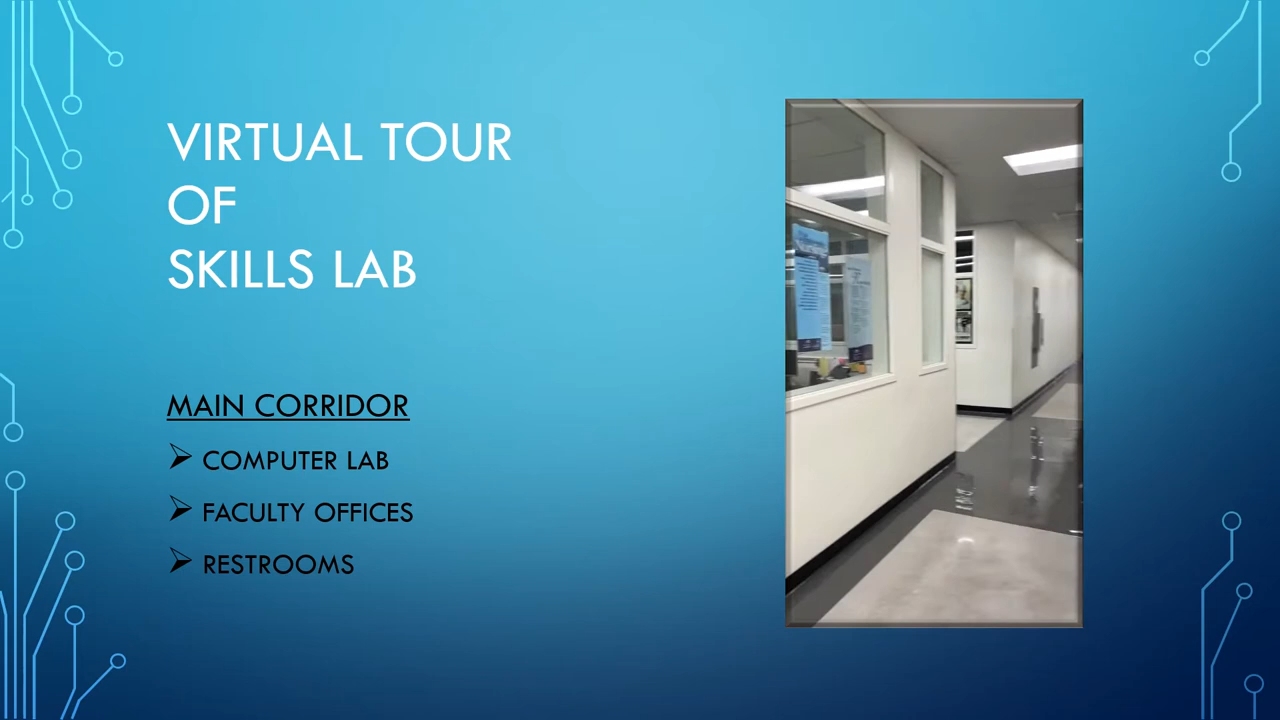 VIRTUAL TOUR
OF
SKILLS LAB
MAIN CORRIDOR
COMPUTER LAB
FACULTY OFFICES
RESTROOMS